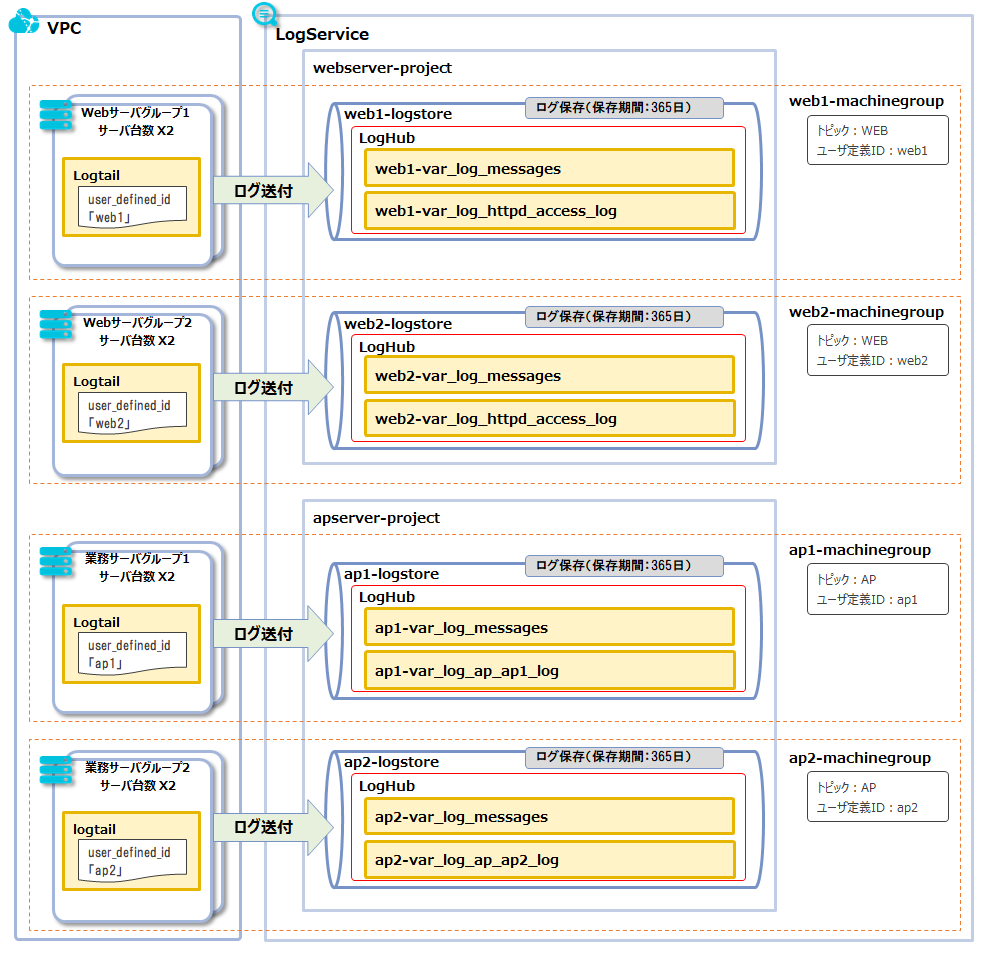 VPC
LogService
webserver-project
Webサーバグループ1
サーバ台数 X2
Logtail
user_defined_id
「web1」
ログ送付
web1-logstore
ログ保存(保存期間:365日)
LogHub
web1-var_log_messages
web1-var_log_httpd_access_log
web1-machinegroup
トピック：WEB
ユーザ定義ID：web1
Webサーバグループ2
サーバ台数 X2
Logtail
user_defined_id
「web2」
ログ送付
web2-logstore
ログ保存(保存期間:365日)
LogHub
web2-var_log_messages
web2-var_log_httpd_access_log
web2-machinegroup
トピック：WEB
ユーザ定義ID：web2
apserver-project
業務サーバグループ1
サーバ台数 X2
Logtail
user_defined_id
「ap1」
ログ送付
ap1-logstore
ログ保存(保存期間:365日)
LogHub
ap1-var_log_messages
ap1-var_log_ap_ap1_log
ap1-machinegroup
トピック：AP
ユーザ定義ID：ap1
業務サーバグループ2
サーバ台数 X2
logtail
user_defined_id
「ap2」
ログ送付
ap2-logstore
ログ保存(保存期間:365日)
LogHub
ap2-var_log_messages
ap2-var_log_ap_ap2_log
ap2-machinegroup
トピック：AP
ユーザ定義ID：ap2